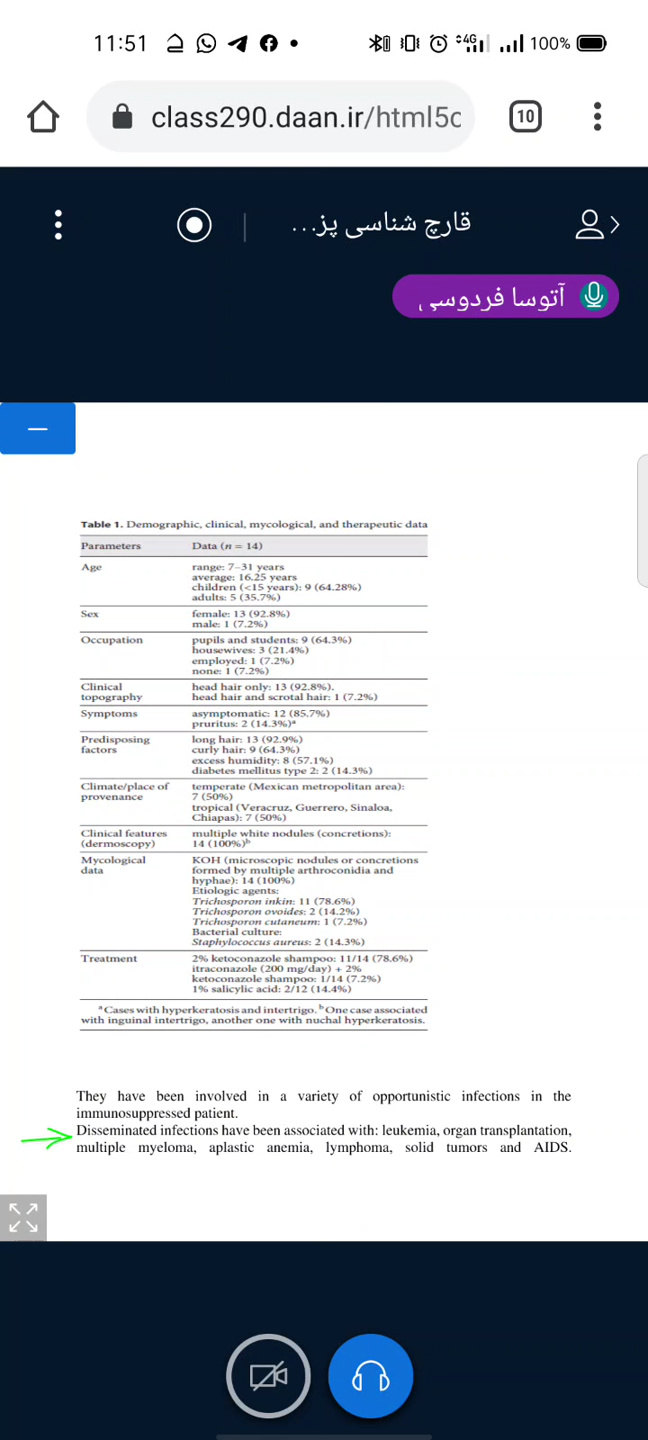 11:51
4G
100%
class290.daan.ir/html5c
10
قارچ شناسی پز...
آتوسا فردوسی
Table 1. Demographic, clinical, mycological, and therapeutic data
Parameters Data (n = 14)
Age range: 7–31 years
average: 16.25 years
children (<15 years): 9 (64.28%)
adults: 5 (35.7%)
Sex female: 13 (92.8%)
male: 1 (7.2%)
Occupation pupils and students: 9 (64.3%)
housewives: 3 (21.4%)
employed: 1 (7.2%)
none: 1 (7.2%)
Clinical head hair only: 13 (92.8%).
topography head hair and scrotal hair: 1 (7.2%)
Symptoms asymptomatic: 12 (85.7%)
pruritus: 2 (14.3%)ᵃ
Predisposing long hair: 13 (92.9%)
factors curly hair: 9 (64.3%)
excess humidity: 8 (57.1%)
diabetes mellitus type 2: 2 (14.3%)
Climate/place of temperate (Mexican metropolitan area):
provenance 7 (50%)
tropical (Veracruz, Guerrero, Sinaloa,
Chiapas): 7 (50%)
Clinical features multiple white nodules (concretions):
(dermoscopy) 14 (100%)ᵇ
Mycological KOH (microscopic nodules or concretions
data formed by multiple arthroconidia and
hyphae): 14 (100%)
Etiologic agents:
Trichosporon inkin: 11 (78.6%)
Trichosporon ovoides: 2 (14.2%)
Trichosporon cutaneum: 1 (7.2%)
Bacterial culture:
Staphylococcus aureus: 2 (14.3%)
Treatment 2% ketoconazole shampoo: 11/14 (78.6%)
itraconazole (200 mg/day) + 2%
ketoconazole shampoo: 1/14 (7.2%)
1% salicylic acid: 2/12 (14.4%)
ᵃCases with hyperkeratosis and intertrigo. ᵇOne case associated
with inguinal intertrigo, another one with nuchal hyperkeratosis.
They have been involved in a variety of opportunistic infections in the
immunosuppressed patient.
Disseminated infections have been associated with: leukemia, organ transplantation,
multiple myeloma, aplastic anemia, lymphoma, solid tumors and AIDS.